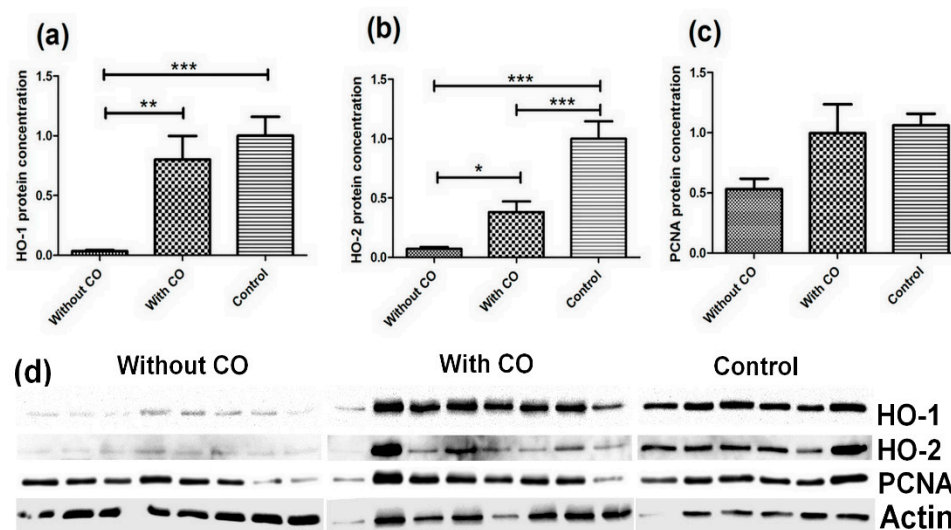 (a)
HO-1 protein concentration
1.5
1.0
0.5
0.0
***
**
Without CO
With CO
Control
(b)
HO-2 protein concentration
1.5
1.0
0.5
0.0
***
***
*
Without CO
With CO
Control
(c)
PCNA protein concentration
1.5
1.0
0.5
0.0
Without CO
With CO
Control
(d)
Without CO
With CO
Control
HO-1
HO-2
PCNA
Actin